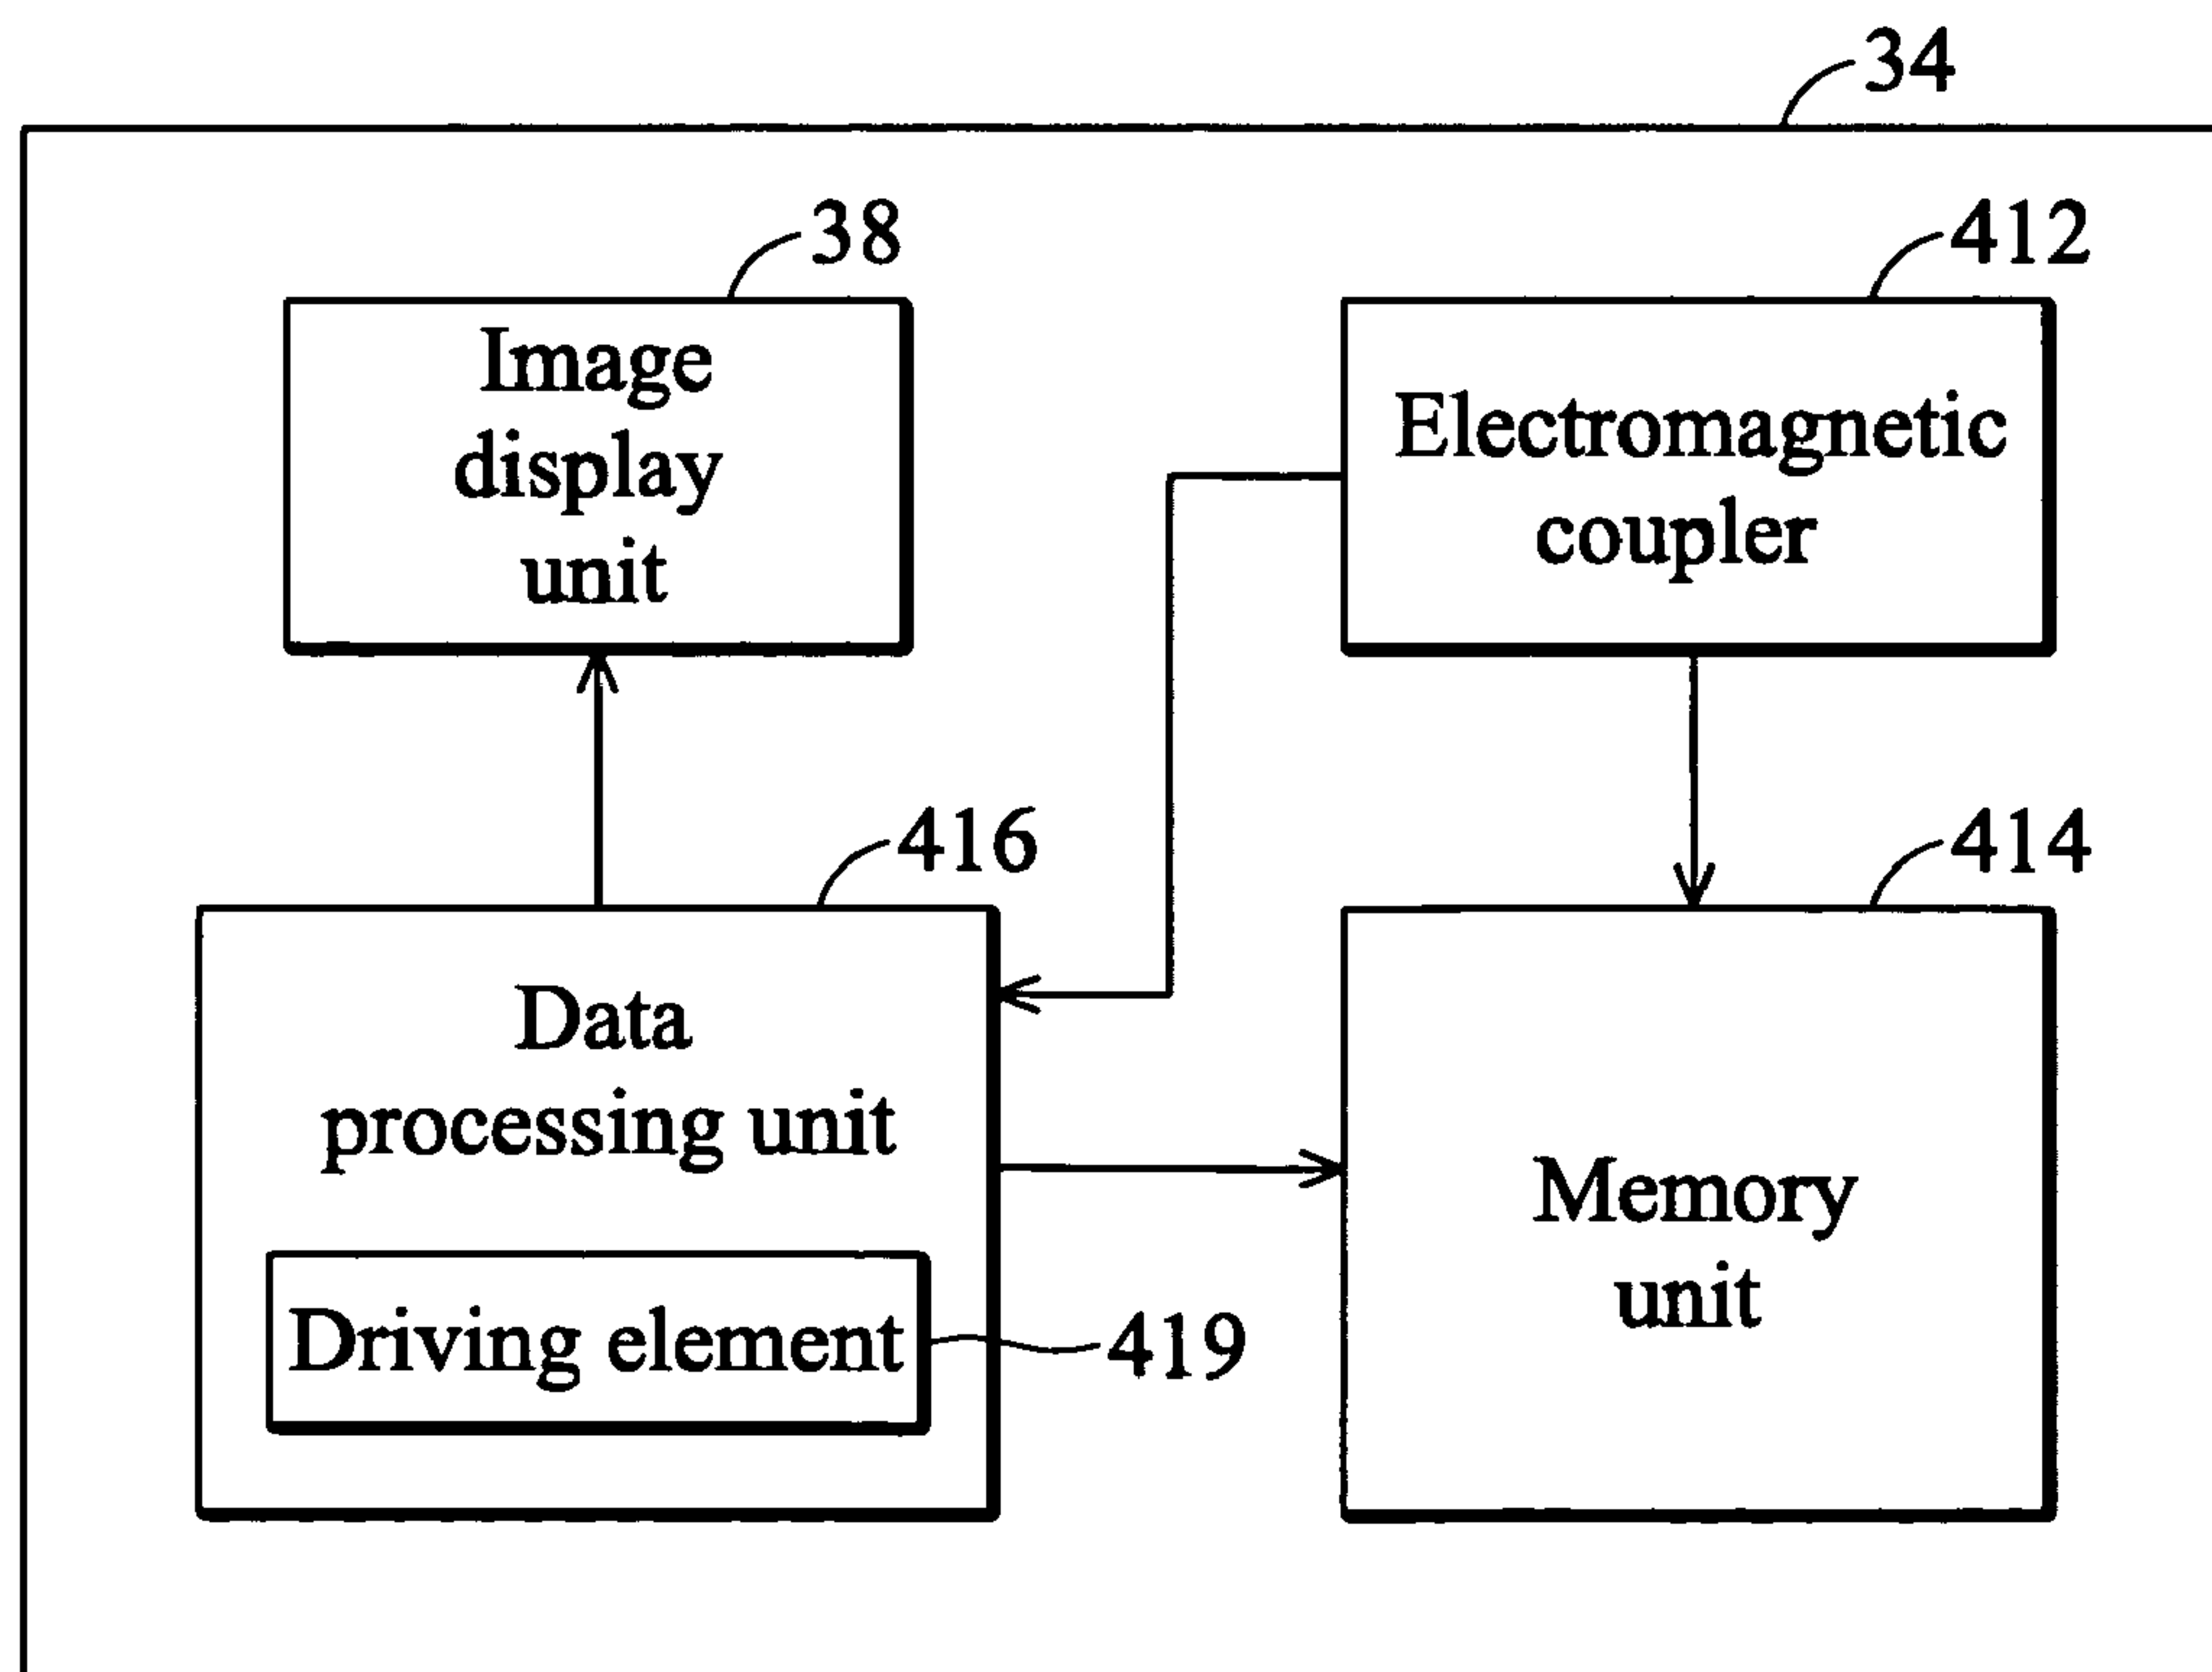 34
38
Image
display
unit
412
Electromagnetic
coupler
416
Data
processing unit
Driving element
419
414
Memory
unit